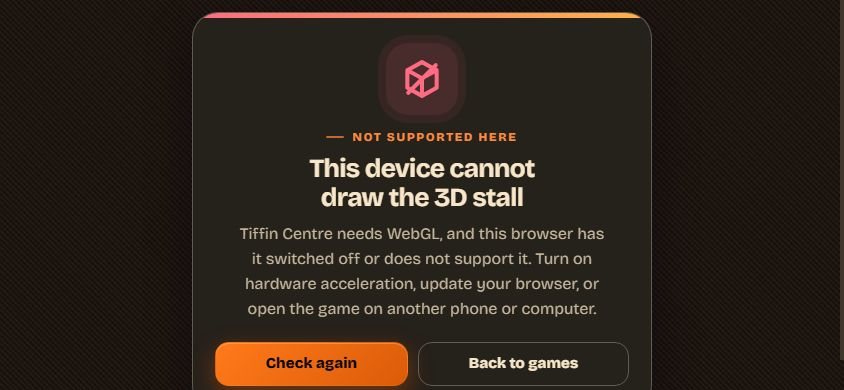 NOT SUPPORTED HERE
This device cannot
draw the 3D stall
Tiffin Centre needs WebGL, and this browser has
it switched off or does not support it. Turn on
hardware acceleration, update your browser, or
open the game on another phone or computer.
Check again
Back to games